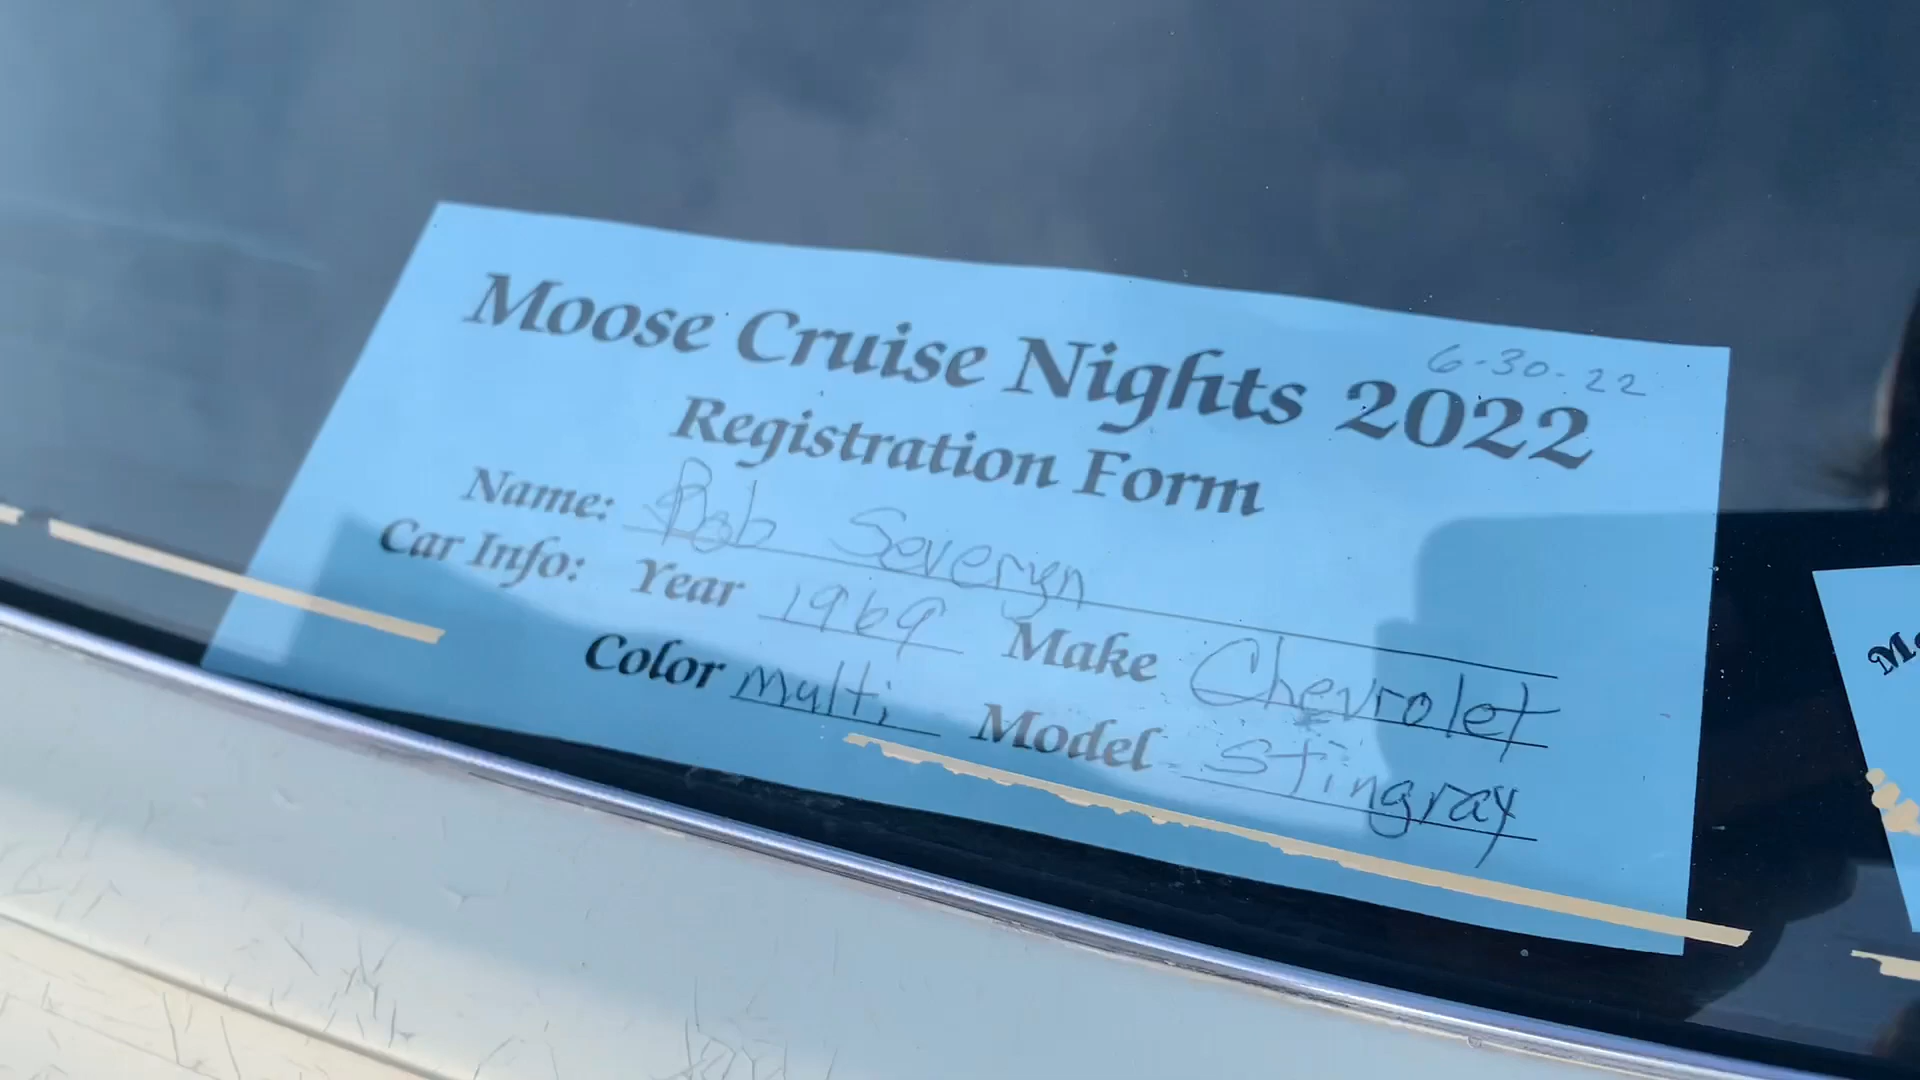 6-30-22
Moose Cruise Nights 2022
Registration Form
Name: Bob Severyn
Car Info: Year 1969 Make Chevrolet
Color Multi Model Stingray